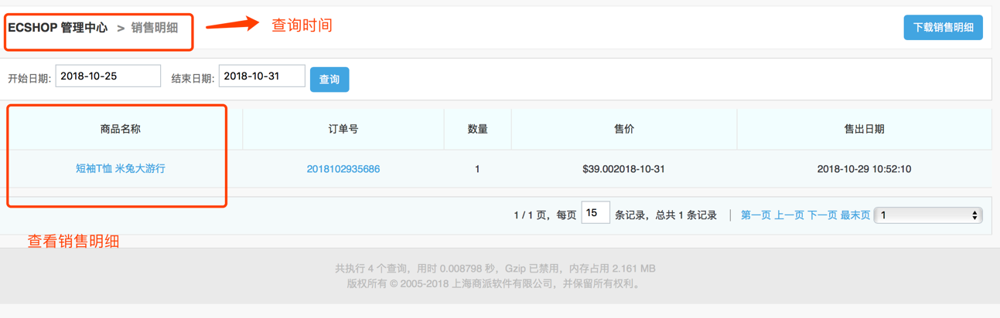 ECSHOP 管理中心 > 销售明细
查询时间
下载销售明细
开始日期: 2018-10-25 结束日期: 2018-10-31 查询
商品名称 订单号 数量 售价 售出日期
短袖T恤 米兔大游行 2018102935686 1 $39.002018-10-31 2018-10-29 10:52:10
1 / 1 页，每页 15 条记录，总共 1 条记录 | 第一页 上一页 下一页 最末页 1
查看销售明细
共执行 4 个查询，用时 0.008798 秒，Gzip 已禁用，内存占用 2.161 MB
版权所有 © 2005-2018 上海商派软件有限公司，并保留所有权利。